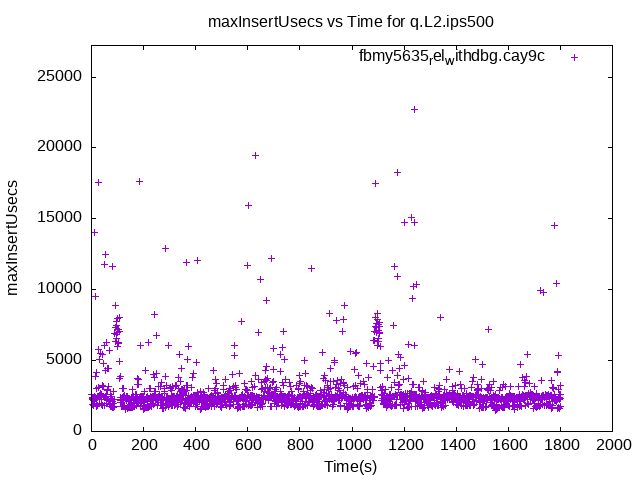 maxInsertUsecs vs Time for q.L2.ips500
fbmy5635relwithdbg.cay9c
25000
20000
15000
10000
5000
0
maxInsertUsecs
0 200 400 600 800 1000 1200 1400 1600 1800 2000
Time(s)